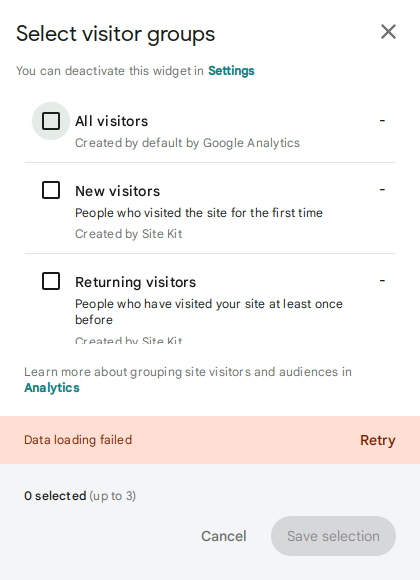 Select visitor groups
You can deactivate this widget in Settings
All visitors -
Created by default by Google Analytics
New visitors -
People who visited the site for the first time
Created by Site Kit
Returning visitors -
People who have visited your site at least once
before
Created by Site Kit
Learn more about grouping site visitors and audiences in
Analytics
Data loading failed Retry
0 selected (up to 3)
Cancel Save selection